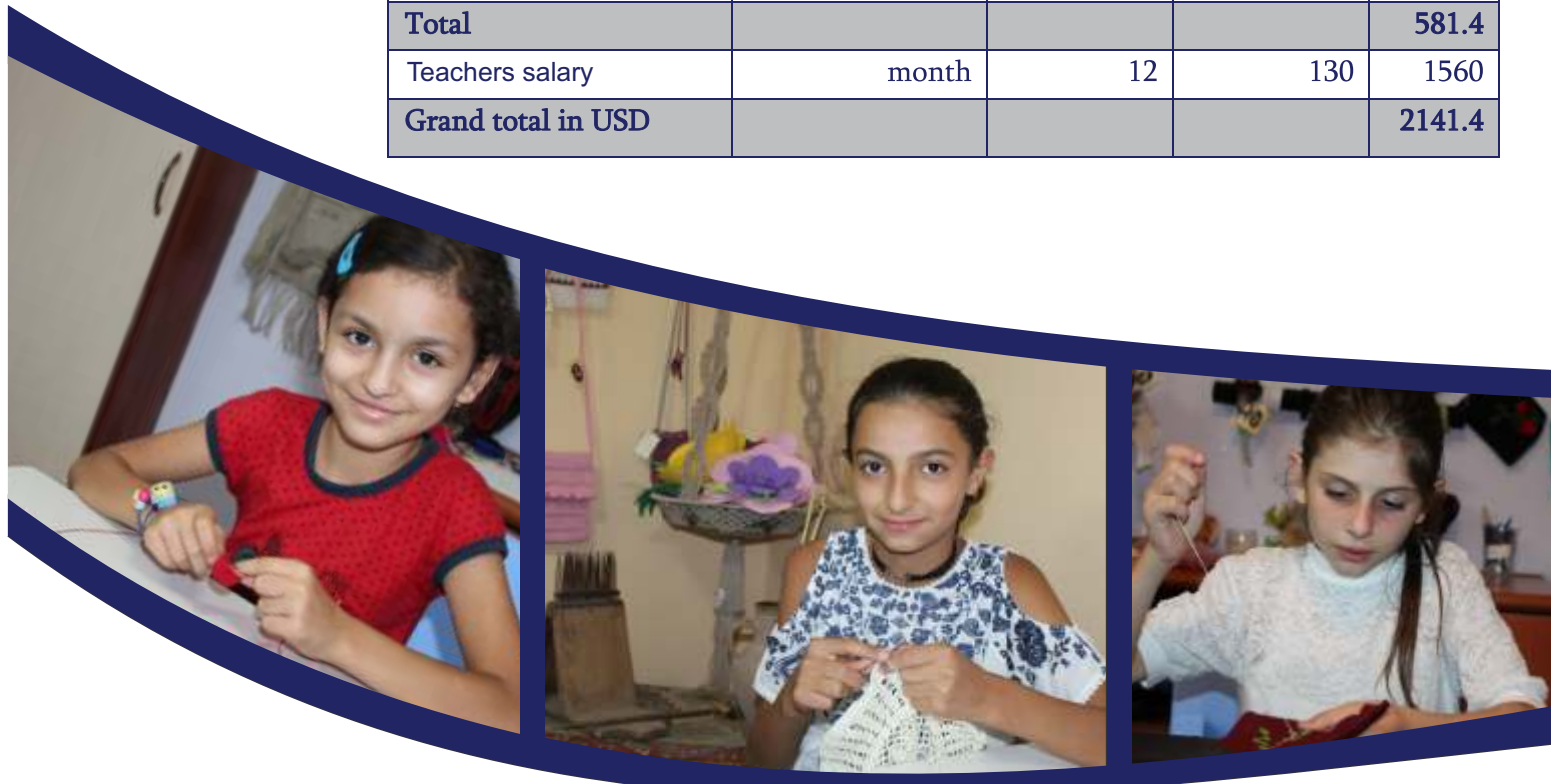 Total 581.4
Teachers salary month 12 130 1560
Grand total in USD 2141.4